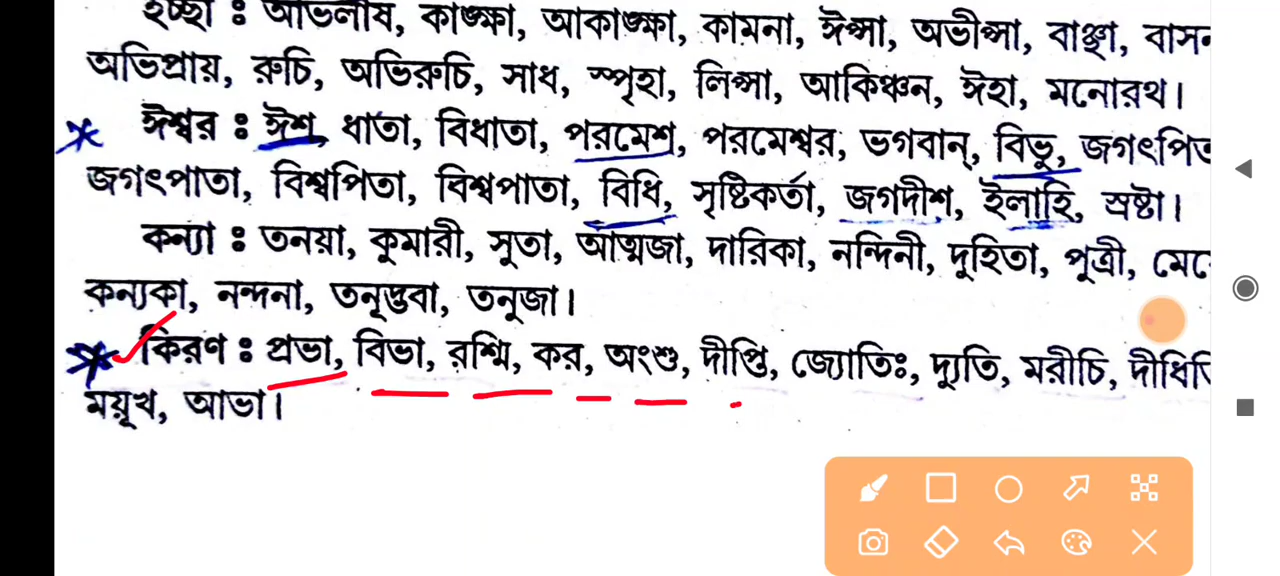 ইচ্ছা : অভিলাষ, কাঙ্ক্ষা, আকাঙ্ক্ষা, কামনা, ঈপ্সা, অভীপ্সা, বাঞ্ছা,
অভিপ্রায়, রুচি, অভিরুচি, সাধ, স্পৃহা, লিপ্সা, আকিঞ্চন, ঈহা, মনোরথ।
ঈশ্বর : ঈশ, ধাতা, বিধাতা, পরমেশ, পরমেশ্বর, ভগবান্, বিভু,
জগৎপাতা, বিশ্বপিতা, বিশ্বপাতা, বিধি, সৃষ্টিকর্তা, জগদীশ, ইলাহি, স্রষ্টা।
কন্যা : তনয়া, কুমারী, সুতা, আত্মজা, দারিকা, নন্দিনী, দুহিতা, পুত্রী,
কন্যকা, নন্দনা, তনূদ্ভবা, তনুজা।
কিরণ : প্রভা, বিভা, রশ্মি, কর, অংশু, দীপ্তি, জ্যোতিঃ, দ্যুতি, মরীচি,
ময়ূখ, আভা।